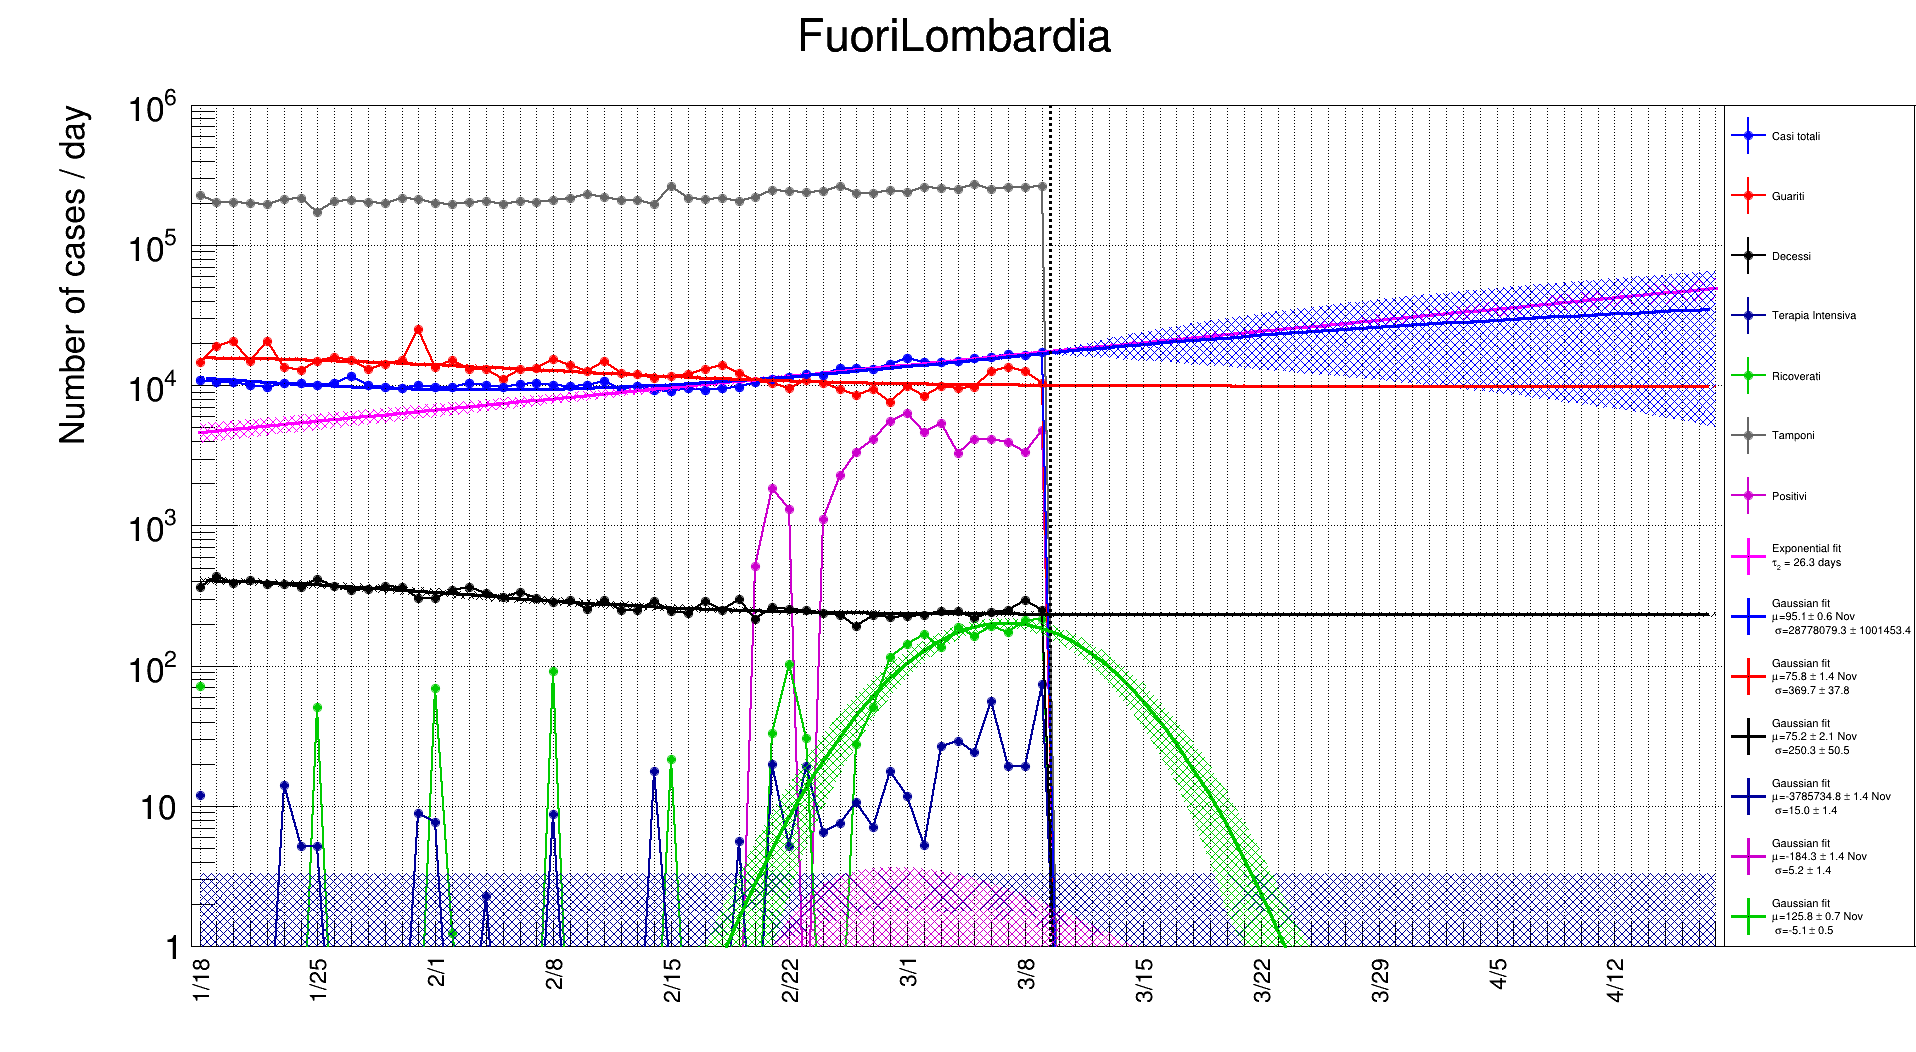 FuoriLombardia
Number of cases / day
10^6
10^5
10^4
10^3
10^2
10
1
1/18
1/25
2/1
2/8
2/15
2/22
3/1
3/8
3/15
3/22
3/29
4/5
4/12
Casi totali
Guariti
Decessi
Terapia Intensiva
Ricoverati
Tamponi
Positivi
Exponential fit
τ₂ = 26.3 days
Gaussian fit
μ=95.1 ± 0.6 Nov
σ=28778079.3 ± 1001453.4
Gaussian fit
μ=75.8 ± 1.4 Nov
σ=369.7 ± 37.8
Gaussian fit
μ=75.2 ± 2.1 Nov
σ=250.3 ± 50.5
Gaussian fit
μ=-3785734.8 ± 1.4 Nov
σ=15.0 ± 1.4
Gaussian fit
μ=-184.3 ± 1.4 Nov
σ=5.2 ± 1.4
Gaussian fit
μ=125.8 ± 0.7 Nov
σ=-5.1 ± 0.5